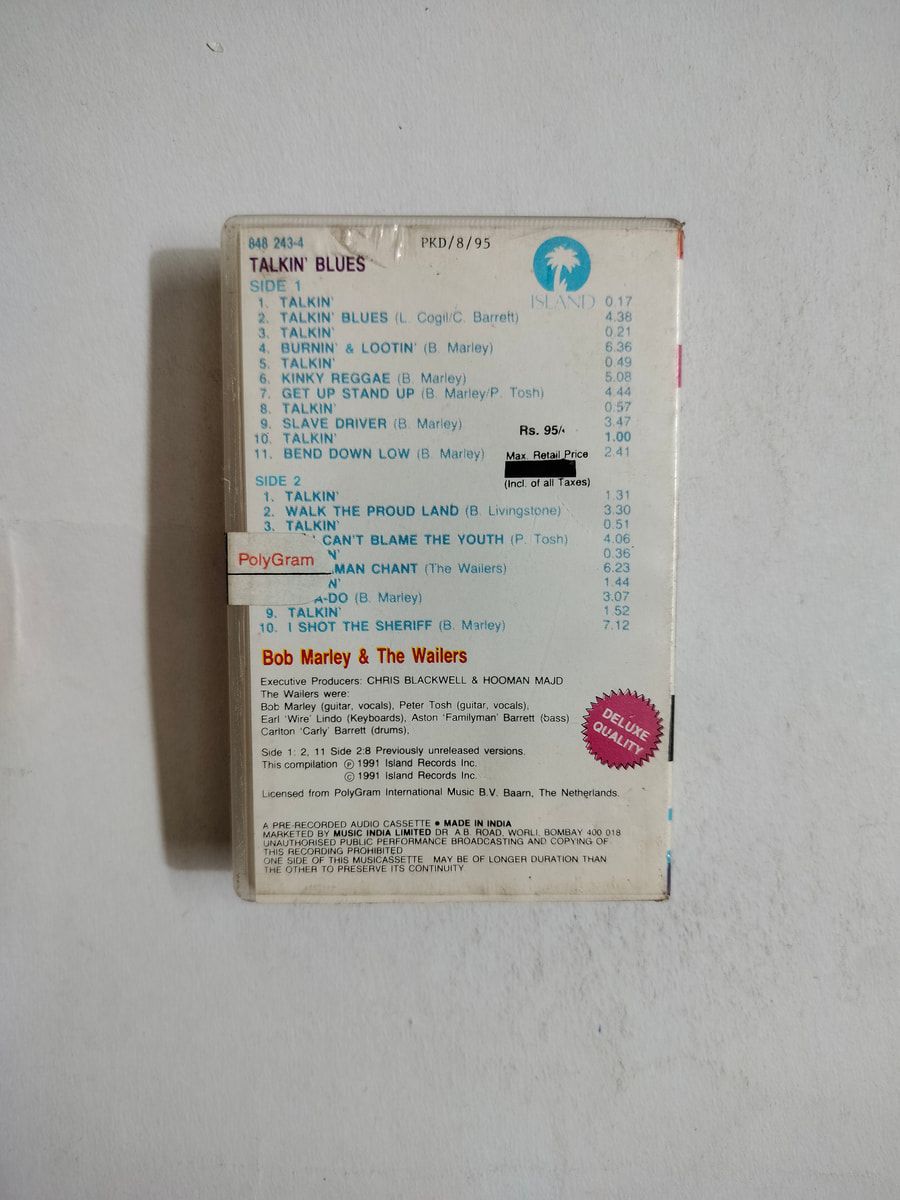 848 243-4
PKD/8/95
TALKIN' BLUES
ISLAND
SIDE 1
1. TALKIN' 0.17
2. TALKIN' BLUES (L. Cogil/C. Barrett) 4.38
3. TALKIN' 0.21
4. BURNIN' & LOOTIN' (B. Marley) 6.36
5. TALKIN' 0.49
6. KINKY REGGAE (B. Marley) 5.08
7. GET UP STAND UP (B. Marley/P. Tosh) 4.44
8. TALKIN' 0.57
9. SLAVE DRIVER (B. Marley) 3.47
10. TALKIN' 1.00
11. BEND DOWN LOW (B. Marley) 2.41
Rs. 95/-
Max. Retail Price
(Incl. of all Taxes)
SIDE 2
1. TALKIN' 1.31
2. WALK THE PROUD LAND (B. Livingstone) 3.30
3. TALKIN' 0.51
CAN'T BLAME THE YOUTH (P. Tosh) 4.06
N' 0.36
MAN CHANT (The Wailers) 6.23
N' 1.44
A-DO (B. Marley) 3.07
9. TALKIN' 1.52
10. I SHOT THE SHERIFF (B. Marley) 7.12
PolyGram
Bob Marley & The Wailers
Executive Producers: CHRIS BLACKWELL & HOOMAN MAJD
The Wailers were:
Bob Marley (guitar, vocals), Peter Tosh (guitar, vocals),
Earl 'Wire' Lindo (Keyboards), Aston 'Familyman' Barrett (bass)
Carlton 'Carly' Barrett (drums).
DELUXE
QUALITY
Side 1: 2, 11 Side 2:8 Previously unreleased versions.
This compilation ℗ 1991 Island Records Inc.
© 1991 Island Records Inc.
Licensed from PolyGram International Music B.V. Baarn, The Netherlands.
A PRE-RECORDED AUDIO CASSETTE ● MADE IN INDIA
MARKETED BY MUSIC INDIA LIMITED DR. A.B. ROAD, WORLI, BOMBAY 400 018
UNAUTHORISED PUBLIC PERFORMANCE BROADCASTING AND COPYING OF
THIS RECORDING PROHIBITED
ONE SIDE OF THIS MUSICASSETTE MAY BE OF LONGER DURATION THAN
THE OTHER TO PRESERVE ITS CONTINUITY